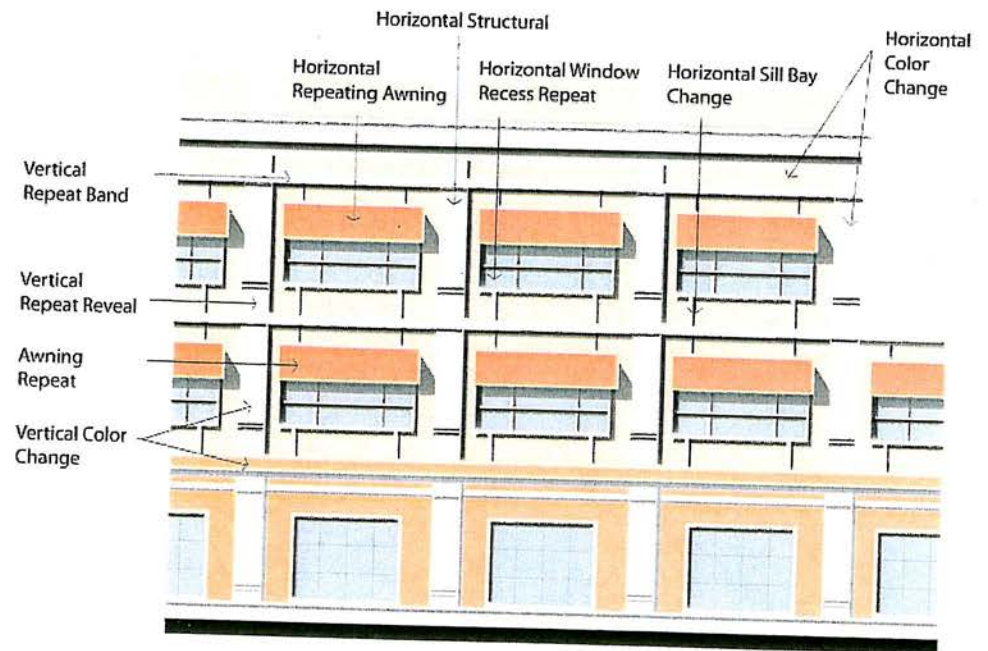 Horizontal Structural
Horizontal
Repeating Awning
Horizontal Window
Recess Repeat
Horizontal Sill Bay
Change
Horizontal
Color
Change
Vertical
Repeat Band
Vertical
Repeat Reveal
Awning
Repeat
Vertical Color
Change